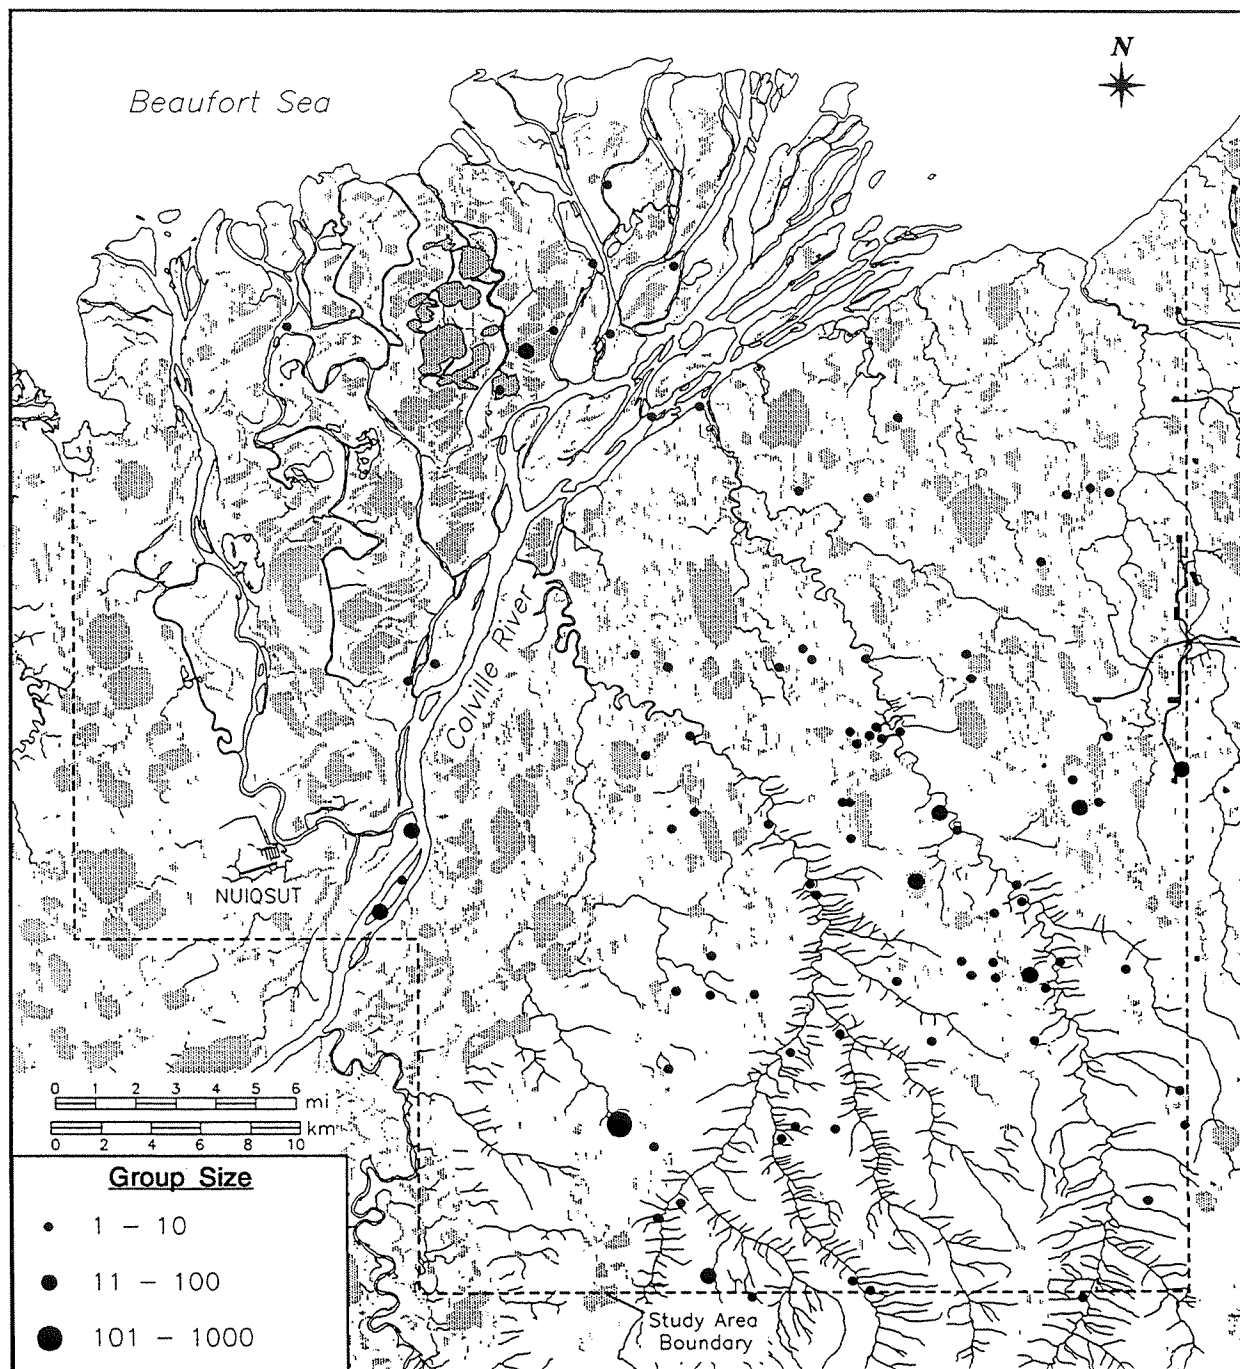 N
Beaufort Sea
Colville River
NUIQSUT
0 1 2 3 4 5 6
mi
km
0 2 4 6 8 10
Group Size
1 – 10
11 – 100
101 – 1000
Study Area
Boundary